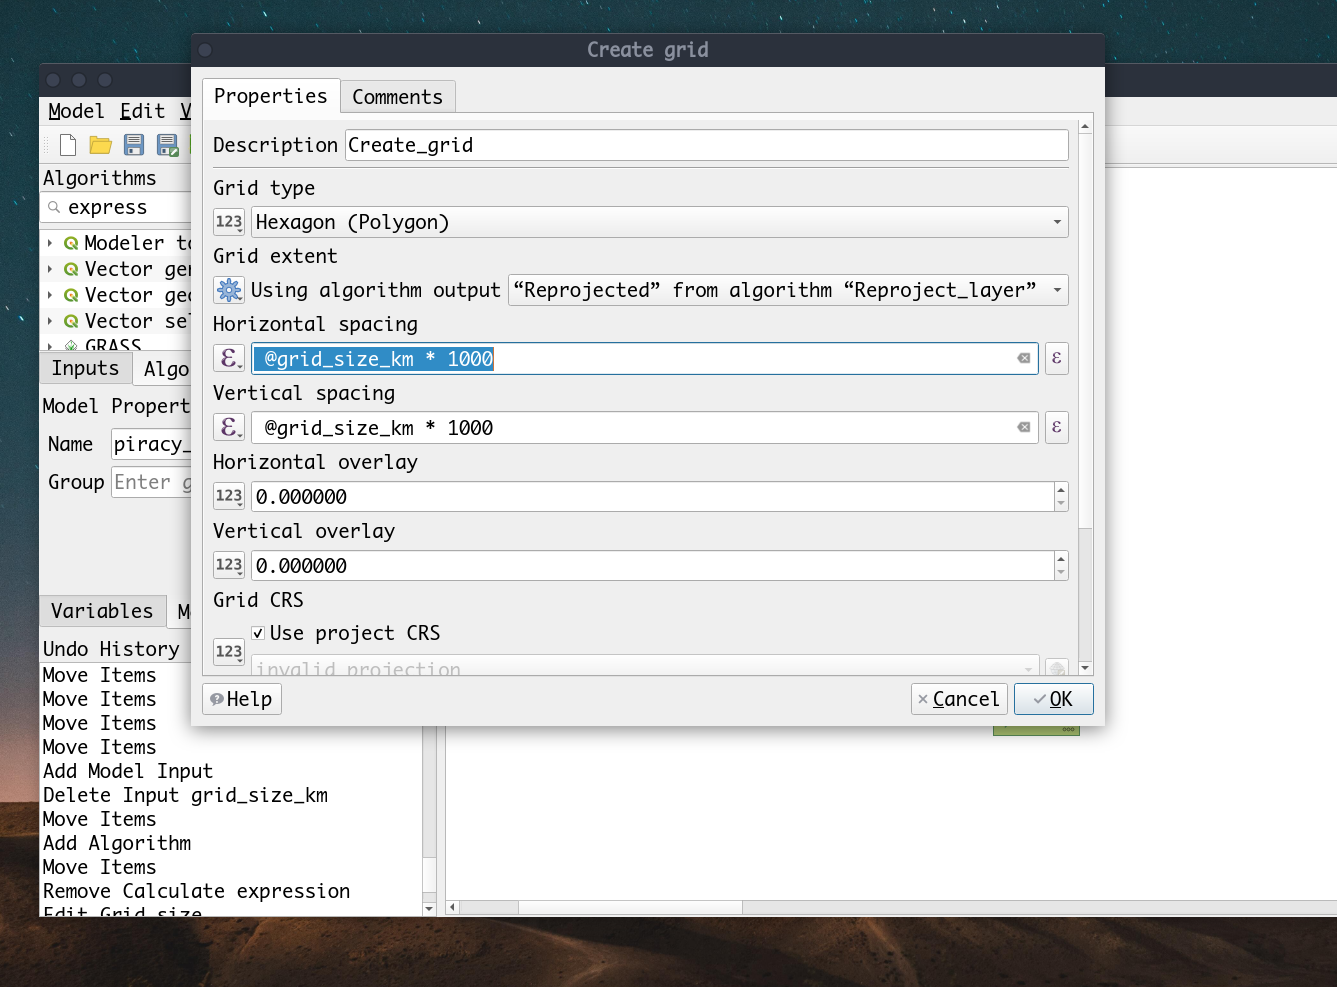 Create grid
Properties Comments
Description Create_grid
Grid type
123 Hexagon (Polygon)
Grid extent
Using algorithm output “Reprojected” from algorithm “Reproject_layer”
Horizontal spacing
ε @grid_size_km * 1000 ε
Vertical spacing
ε @grid_size_km * 1000 ε
Horizontal overlay
123 0.000000
Vertical overlay
123 0.000000
Grid CRS
123 Use project CRS
invalid projection
Help Cancel OK
Model Edit V
Algorithms
express
Modeler to
Vector ge
Vector geo
Vector se
GRASS
Inputs Algo
Model Propert
Name piracy_
Group Enter g
Variables M
Undo History
Move Items
Move Items
Move Items
Move Items
Add Model Input
Delete Input grid_size_km
Move Items
Add Algorithm
Move Items
Remove Calculate expression
Edit Grid size